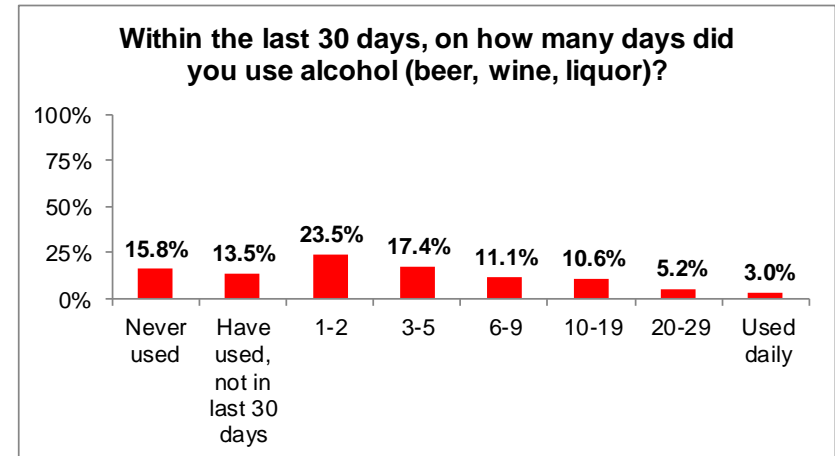 Within the last 30 days, on how many days did
you use alcohol (beer, wine, liquor)?
100%
75%
50%
25%
0%
15.8%
13.5%
23.5%
17.4%
11.1%
10.6%
5.2%
3.0%
Never
used
Have
used,
not in
last 30
days
1-2
3-5
6-9
10-19
20-29
Used
daily